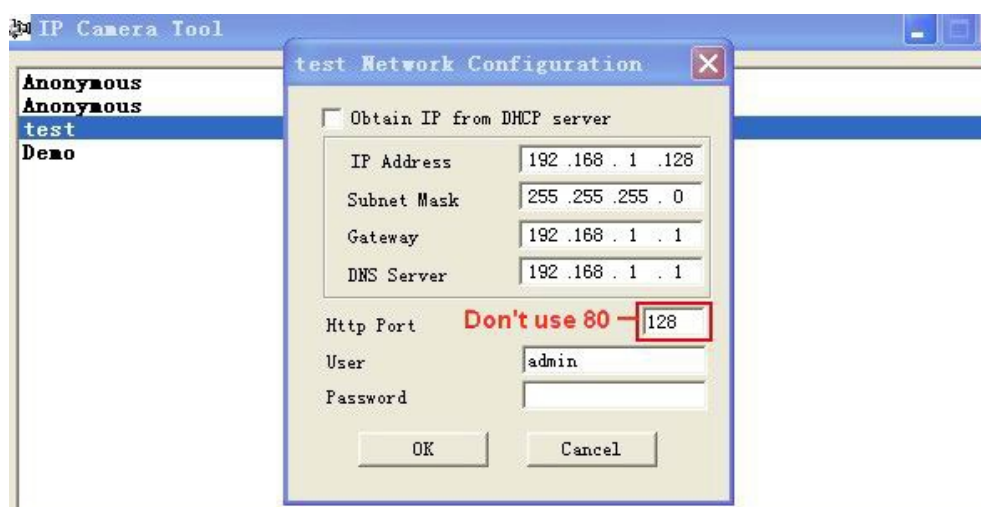 IP Camera Tool
Anonymous
Anonymous
test
Demo
test Network Configuration
Obtain IP from DHCP server
IP Address 192 .168 . 1 .128
Subnet Mask 255 .255 .255 . 0
Gateway 192 .168 . 1 . 1
DNS Server 192 .168 . 1 . 1
Http Port Don't use 80 128
User admin
Password
OK Cancel